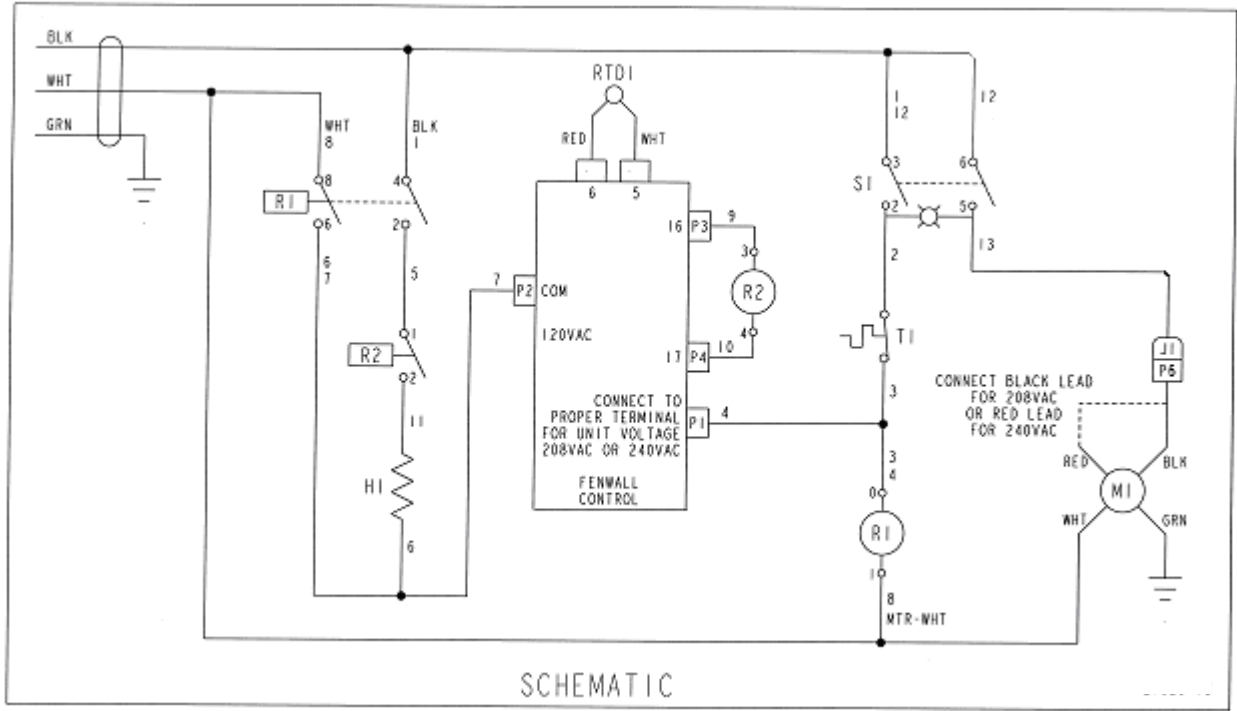 BLK
WHT
GRN
WHT
8
BLK
1
RTD1
RED
WHT
6
5
1
12
12
8
R1
6
4
2
3
S1
2
6
5
6
7
5
16
P3
9
3
R2
4
10
17
P4
2
13
7
P2
COM
120VAC
1
R2
2
T1
J1
P6
CONNECT TO
PROPER TERMINAL
FOR UNIT VOLTAGE
208VAC OR 240VAC
P1
4
3
CONNECT BLACK LEAD
FOR 208VAC
OR RED LEAD
FOR 240VAC
11
H1
6
FENWALL
CONTROL
3
4
0
R1
1
8
MTR-WHT
RED
BLK
M1
WHT
GRN
SCHEMATIC